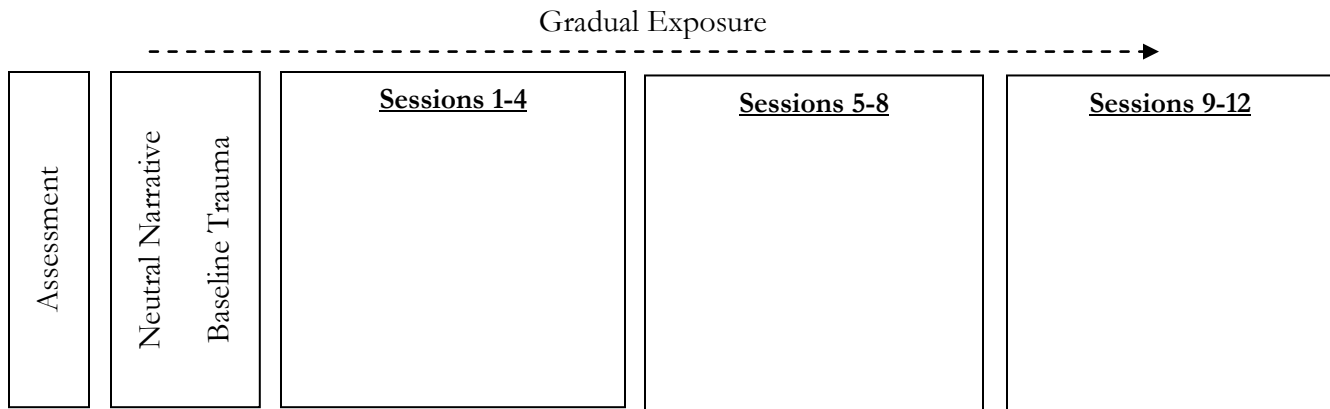 Gradual Exposure
Assessment
Neutral Narrative
Baseline Trauma
Sessions 1-4
Sessions 5-8
Sessions 9-12